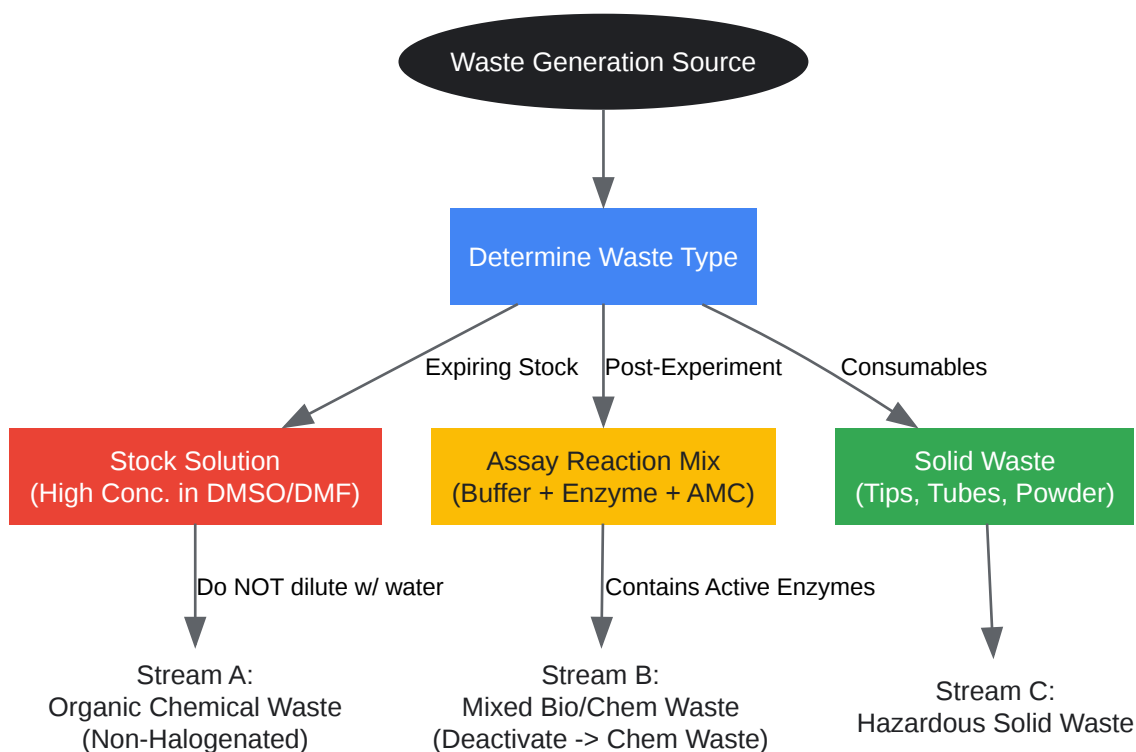 Waste Generation Source
Determine Waste Type
Expiring Stock
Post-Experiment
Consumables
Stock Solution
(High Conc. in DMSO/DMF)
Assay Reaction Mix
(Buffer + Enzyme + AMC)
Solid Waste
(Tips, Tubes, Powder)
Do NOT dilute w/ water
Contains Active Enzymes
Stream A:
Organic Chemical Waste
(Non-Halogenated)
Stream B:
Mixed Bio/Chem Waste
(Deactivate -> Chem Waste)
Stream C:
Hazardous Solid Waste